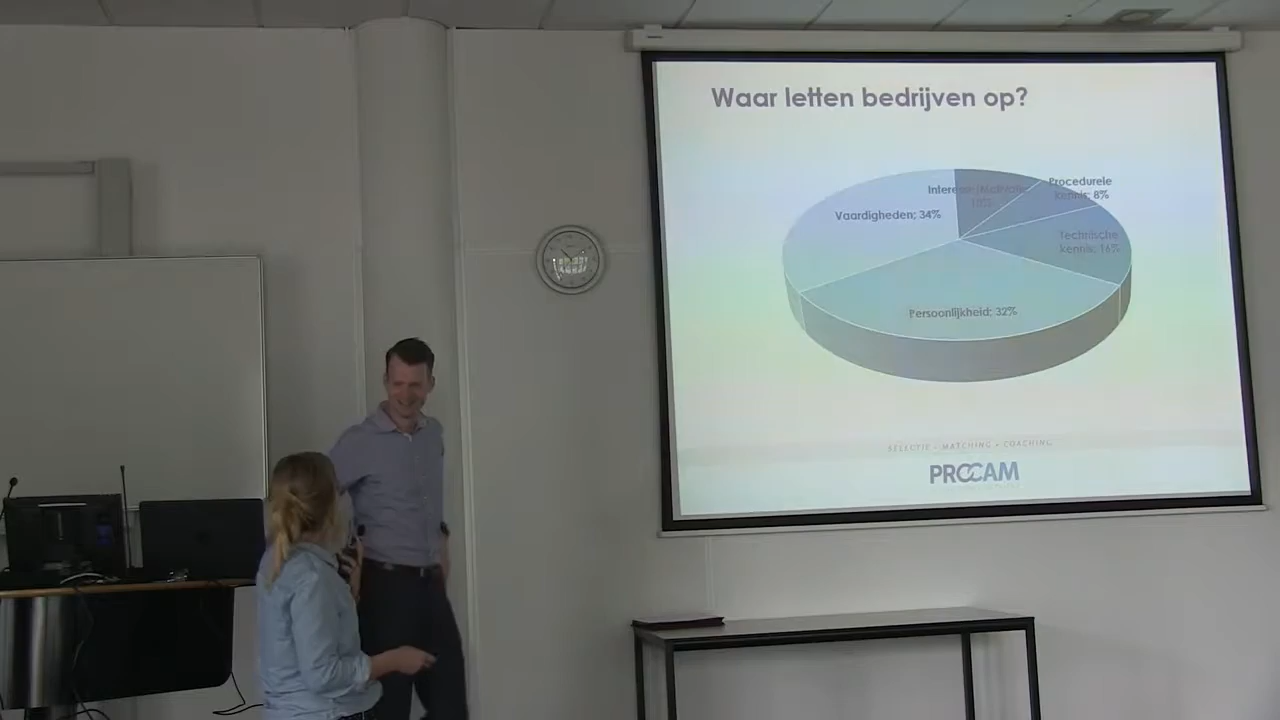 Waar letten bedrijven op?
Procedurele
kennis; 8%
Vaardigheden; 34%
Technische
kennis; 16%
Persoonlijkheid; 32%
SELECTIE • MATCHING • COACHING
PROCAM